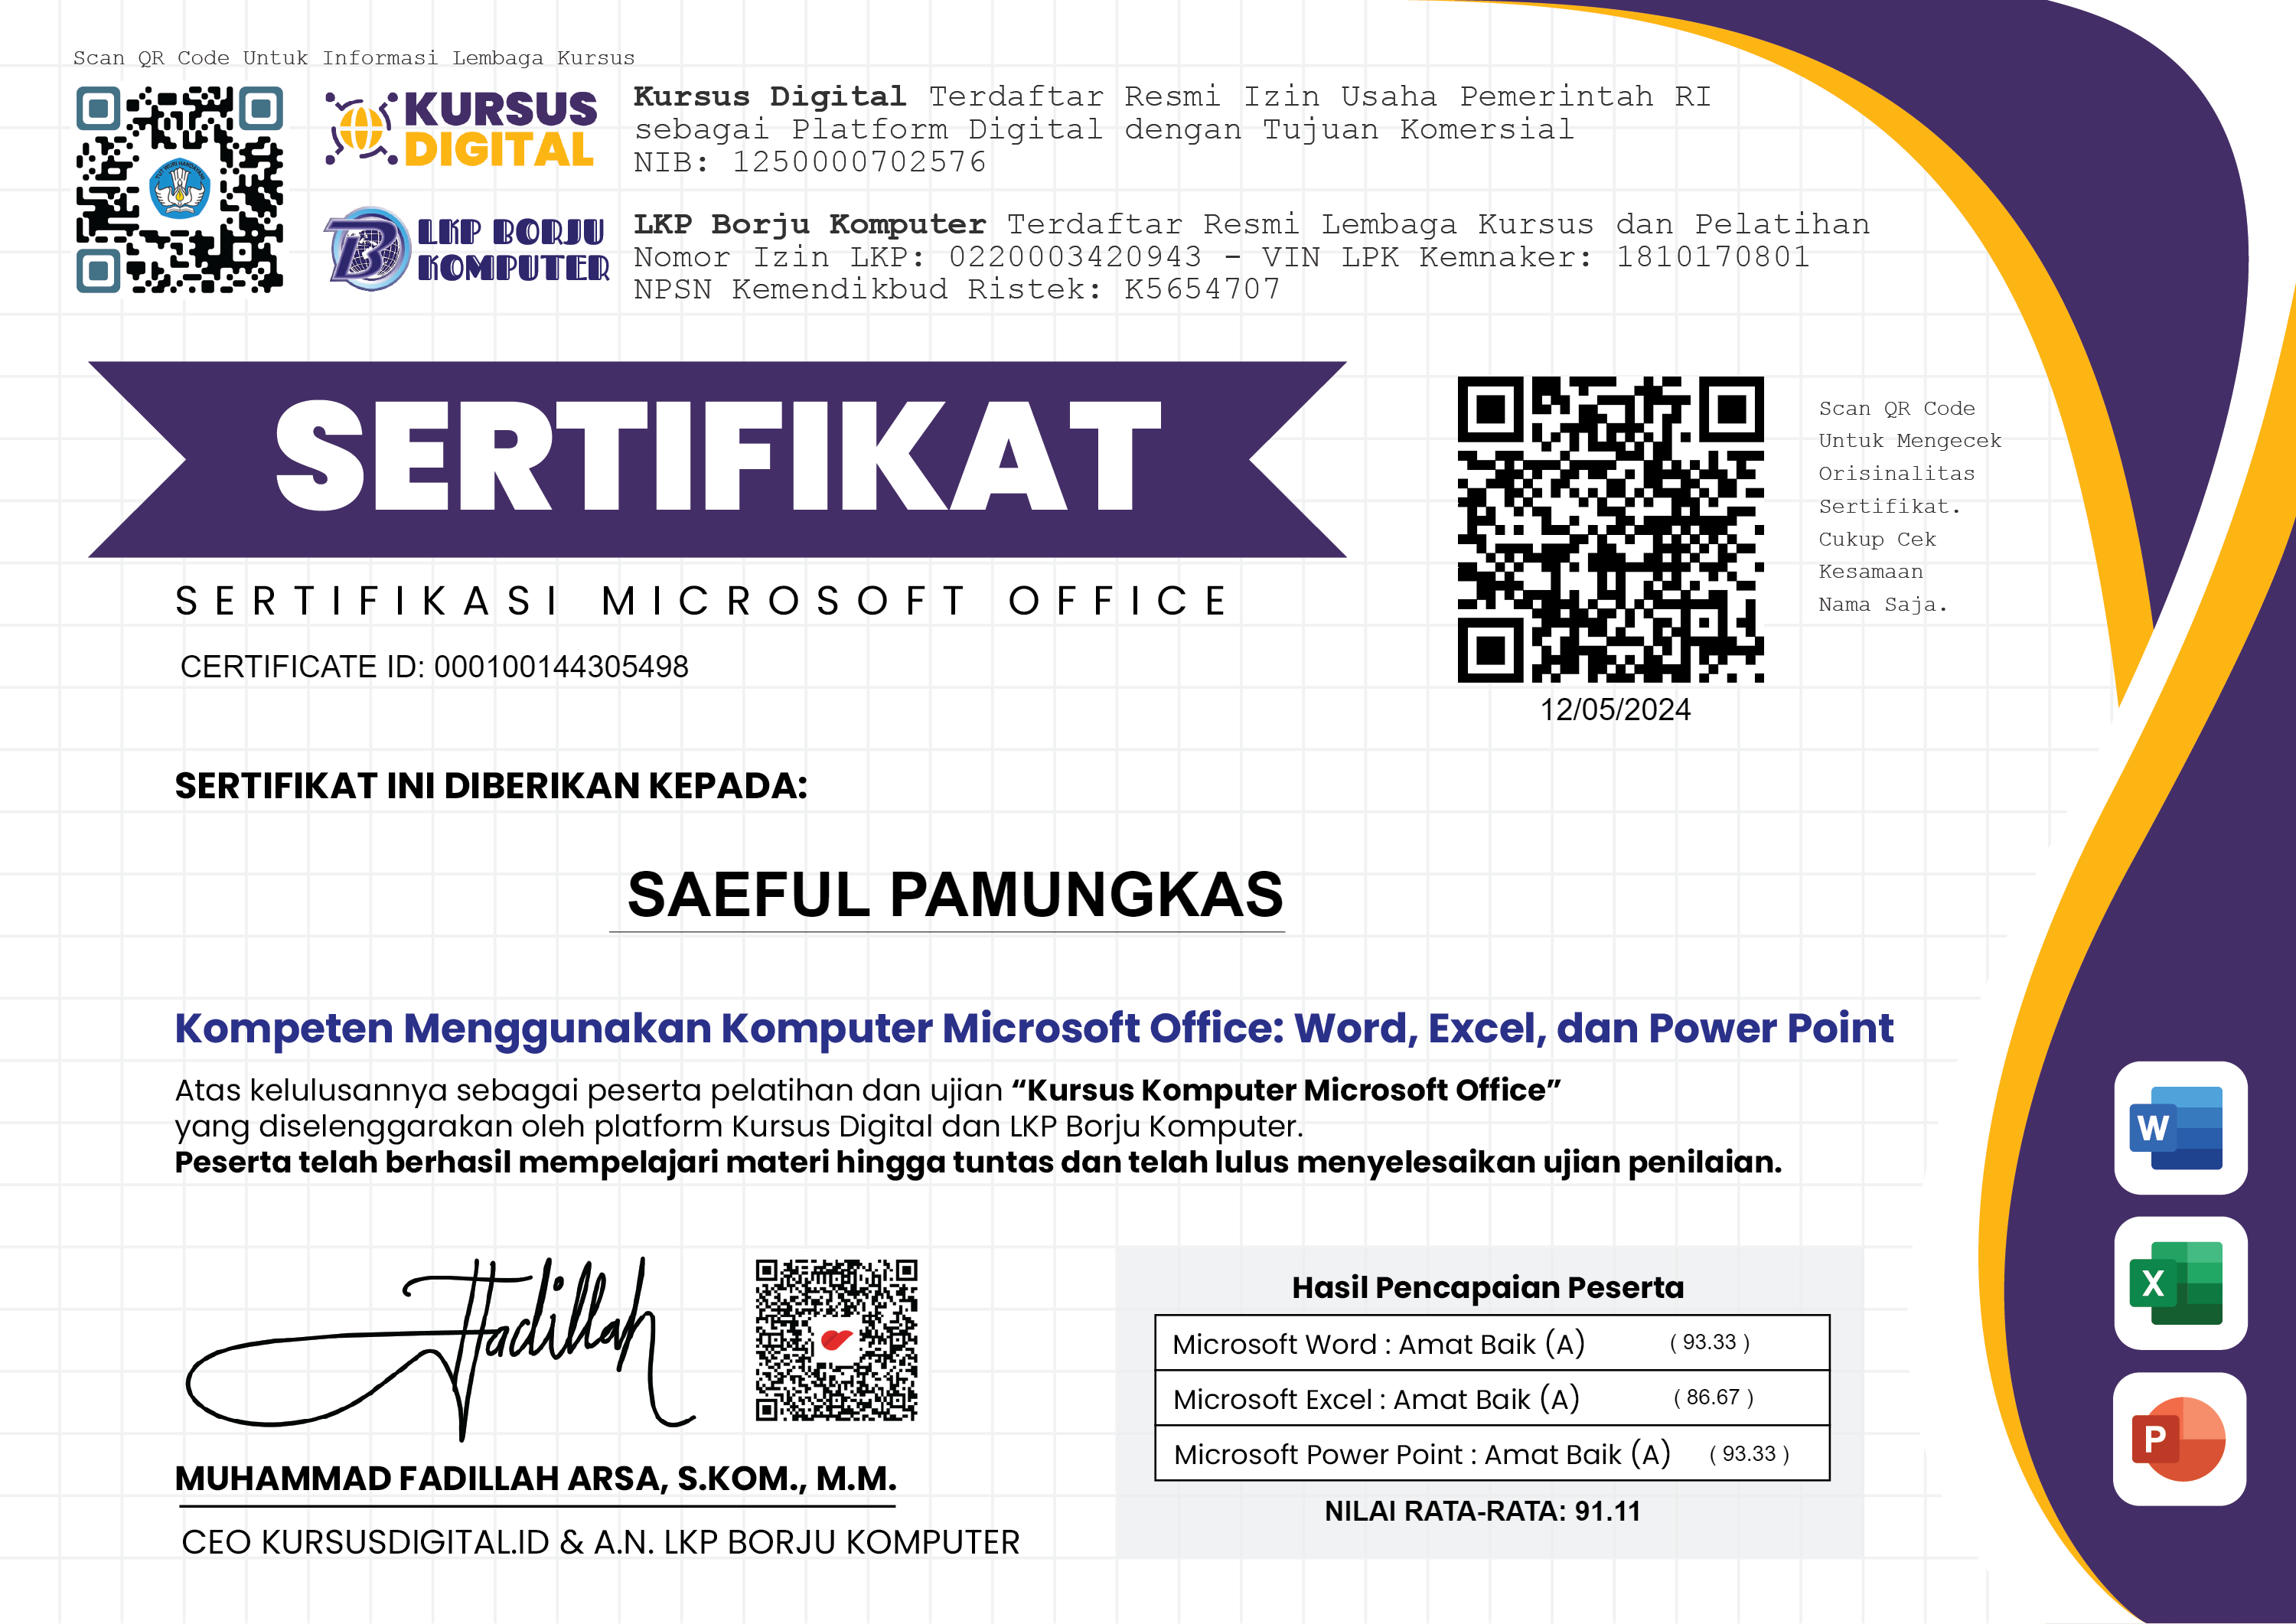 Scan QR Code Untuk Informasi Lembaga Kursus
KURSUS
DIGITAL
Kursus Digital Terdaftar Resmi Izin Usaha Pemerintah RI
sebagai Platform Digital dengan Tujuan Komersial
NIB: 1250000702576
LKP BORJU
KOMPUTER
LKP Borju Komputer Terdaftar Resmi Lembaga Kursus dan Pelatihan
Nomor Izin LKP: 0220003420943 - VIN LPK Kemnaker: 1810170801
NPSN Kemendikbud Ristek: K5654707
SERTIFIKAT
SERTIFIKASI MICROSOFT OFFICE
CERTIFICATE ID: 000100144305498
Scan QR Code
Untuk Mengecek
Orisinalitas
Sertifikat.
Cukup Cek
Kesamaan
Nama Saja.
12/05/2024
SERTIFIKAT INI DIBERIKAN KEPADA:
SAEFUL PAMUNGKAS
Kompeten Menggunakan Komputer Microsoft Office: Word, Excel, dan Power Point
Atas kelulusannya sebagai peserta pelatihan dan ujian “Kursus Komputer Microsoft Office”
yang diselenggarakan oleh platform Kursus Digital dan LKP Borju Komputer.
Peserta telah berhasil mempelajari materi hingga tuntas dan telah lulus menyelesaikan ujian penilaian.
Fadillah
MUHAMMAD FADILLAH ARSA, S.KOM., M.M.
CEO KURSUSDIGITAL.ID & A.N. LKP BORJU KOMPUTER
Hasil Pencapaian Peserta
Microsoft Word : Amat Baik (A) ( 93.33 )
Microsoft Excel : Amat Baik (A) ( 86.67 )
Microsoft Power Point : Amat Baik (A) ( 93.33 )
NILAI RATA-RATA: 91.11
W
X
P